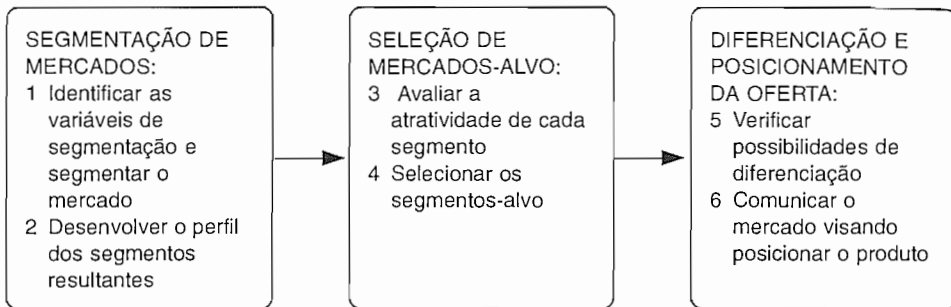 SEGMENTAÇÃO DE
MERCADOS:
1 Identificar as
variáveis de
segmentação e
segmentar o
mercado
2 Desenvolver o perfil
dos segmentos
resultantes
SELEÇÃO DE
MERCADOS-ALVO:
3 Avaliar a
atratividade de cada
segmento
4 Selecionar os
segmentos-alvo
DIFERENCIAÇÃO E
POSICIONAMENTO
DA OFERTA:
5 Verificar
possibilidades de
diferenciação
6 Comunicar o
mercado visando
posicionar o produto